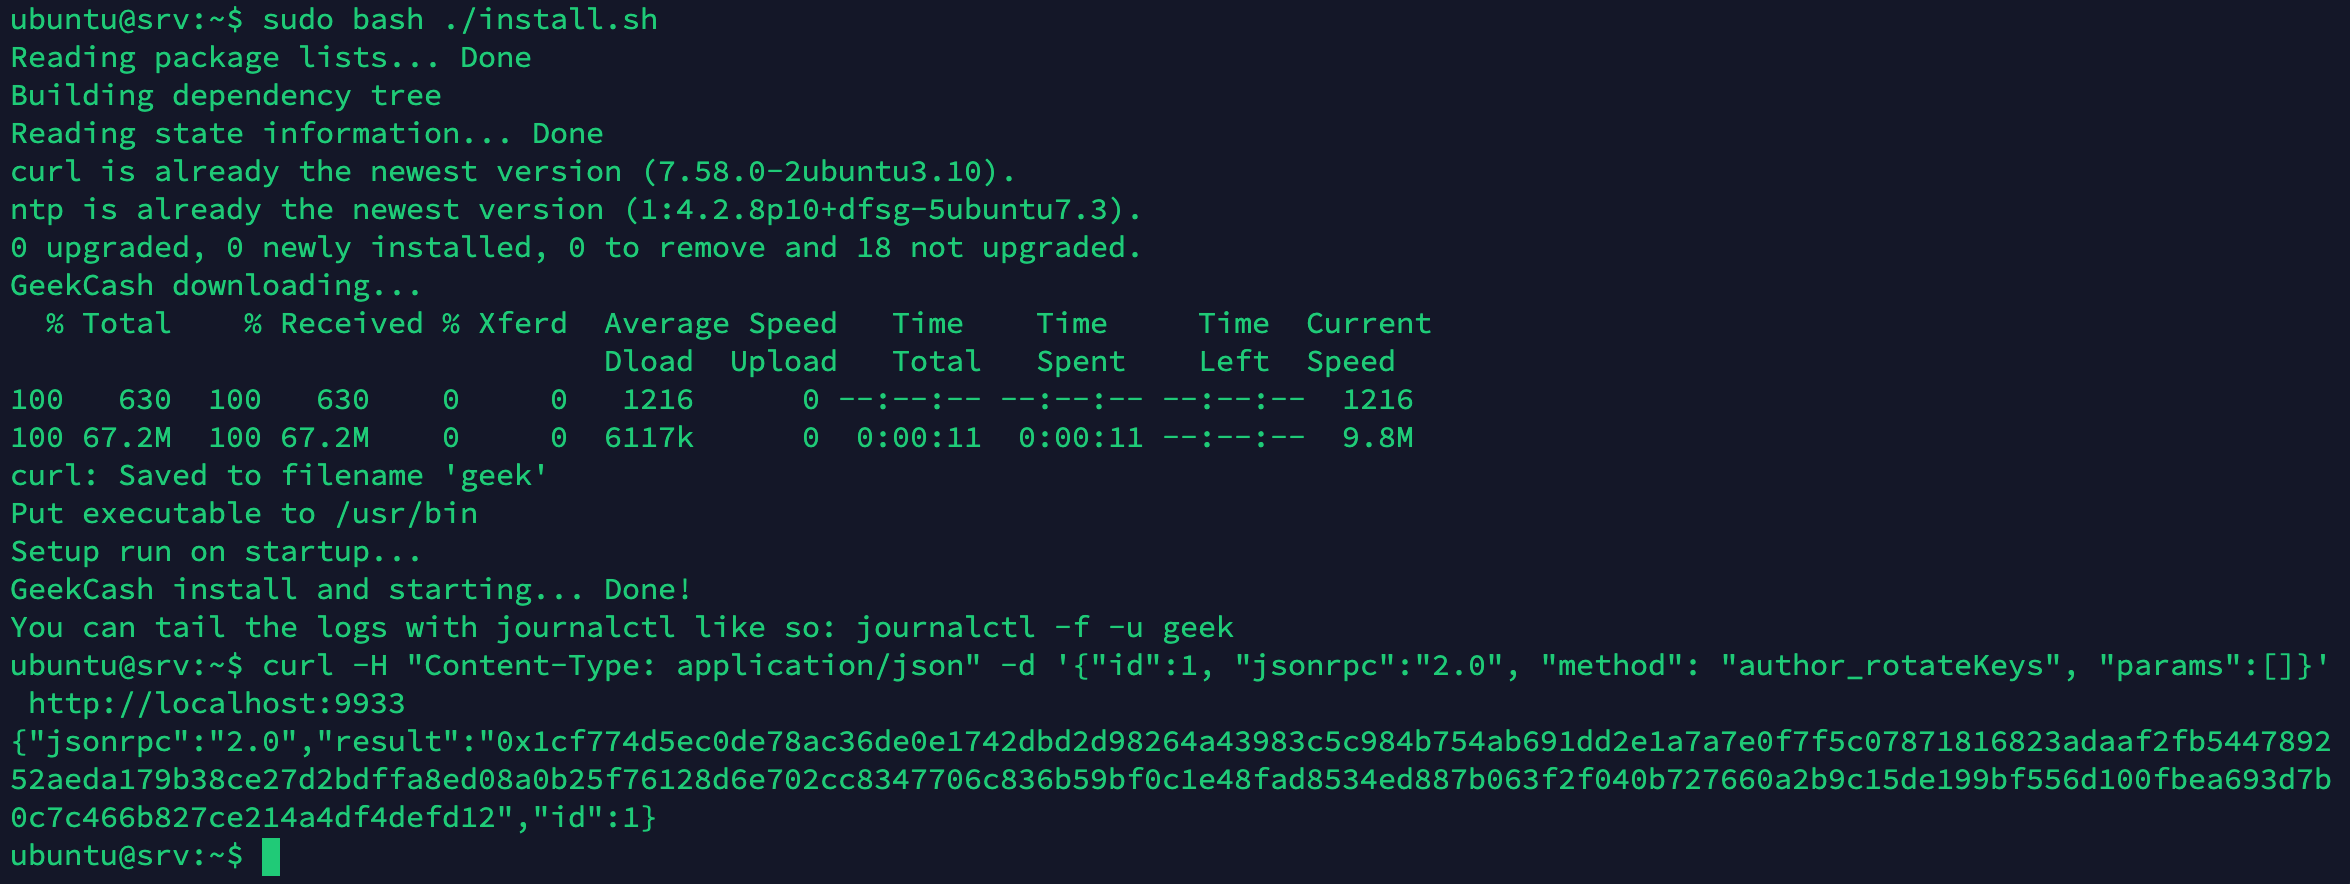 ubuntu@srv:~$ sudo bash ./install.sh
Reading package lists... Done
Building dependency tree
Reading state information... Done
curl is already the newest version (7.58.0-2ubuntu3.10).
ntp is already the newest version (1:4.2.8p10+dfsg-5ubuntu7.3).
0 upgraded, 0 newly installed, 0 to remove and 18 not upgraded.
GeekCash downloading...
  % Total    % Received % Xferd  Average Speed   Time    Time     Time  Current
                                 Dload  Upload   Total   Spent    Left  Speed
100   630  100   630    0     0   1216      0 --:--:-- --:--:-- --:--:--  1216
100 67.2M  100 67.2M    0     0  6117k      0  0:00:11  0:00:11 --:--:--  9.8M
curl: Saved to filename 'geek'
Put executable to /usr/bin
Setup run on startup...
GeekCash install and starting... Done!
You can tail the logs with journalctl like so: journalctl -f -u geek
ubuntu@srv:~$ curl -H "Content-Type: application/json" -d '{"id":1, "jsonrpc":"2.0", "method": "author_rotateKeys", "params":[]}'
 http://localhost:9933
{"jsonrpc":"2.0","result":"0x1cf774d5ec0de78ac36de0e1742dbd2d98264a43983c5c984b754ab691dd2e1a7a7e0f7f5c07871816823adaaf2fb5447892
52aeda179b38ce27d2bdffa8ed08a0b25f76128d6e702cc8347706c836b59bf0c1e48fad8534ed887b063f2f040b727660a2b9c15de199bf556d100fbea693d7b
0c7c466b827ce214a4df4defd12","id":1}
ubuntu@srv:~$